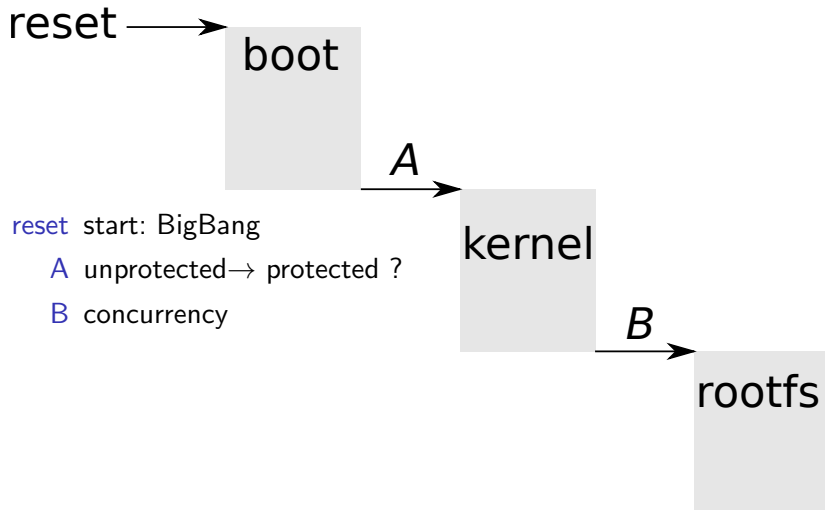 reset
boot
A
reset start: BigBang
kernel
A unprotected→ protected ?
B concurrency
B
rootfs